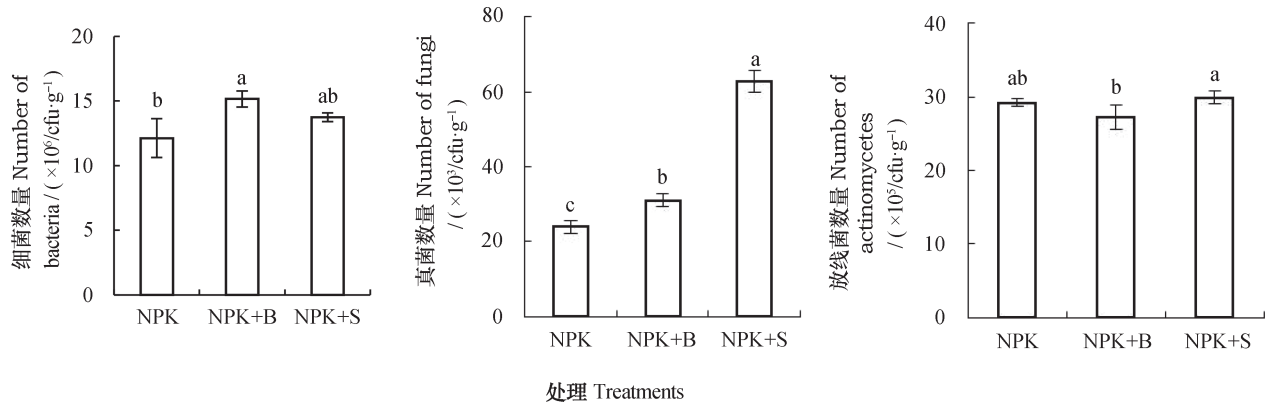 细菌数量 Number of
bacteria / ( ×10⁶/cfu·g⁻¹)
20
15
10
5
0
b
a
ab
NPK
NPK+B
NPK+S
真菌数量 Number of fungi
/ ( ×10³/cfu·g⁻¹)
80
60
40
20
0
c
b
a
NPK
NPK+B
NPK+S
放线菌数量 Number of
actinomycetes
/ ( ×10⁵/cfu·g⁻¹)
40
30
20
10
0
ab
b
a
NPK
NPK+B
NPK+S
处理 Treatments